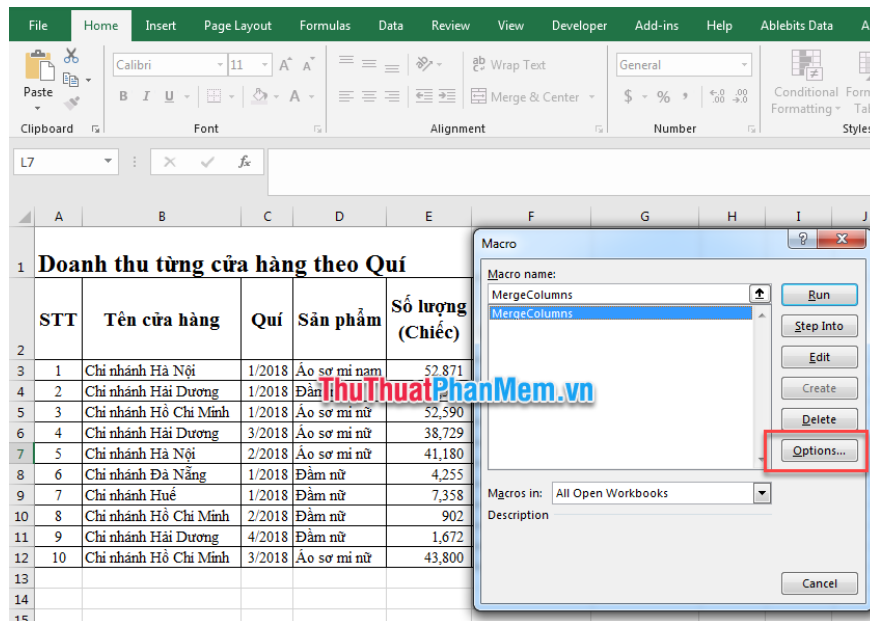 File Home Insert Page Layout Formulas Data Review View Developer Add-ins Help Ablebits Data
Calibri 11 A A ab Wrap Text General
Paste B I U A Merge & Center $ % , .00 .00 Conditional
Formatting
Clipboard Font Alignment Number Styles
L7 fx
A B C D E F G H I J
1 Doanh thu từng cửa hàng theo Quí
2 STT Tên cửa hàng Quí Sản phẩm Số lượng
(Chiếc)
3 1 Chi nhánh Hà Nội 1/2018 Áo sơ mi nam 52,871
4 2 Chi nhánh Hải Dương 1/2018
5 3 Chi nhánh Hồ Chí Minh 1/2018 Áo sơ mi nữ 52,590
6 4 Chi nhánh Hải Dương 3/2018 Áo sơ mi nữ 38,729
7 5 Chi nhánh Hà Nội 2/2018 Áo sơ mi nữ 41,180
8 6 Chi nhánh Đà Nẵng 1/2018 Đầm nữ 4,255
9 7 Chi nhánh Huế 1/2018 Đầm nữ 7,358
10 8 Chi nhánh Hồ Chí Minh 2/2018 Đầm nữ 902
11 9 Chi nhánh Hải Dương 4/2018 Đầm nữ 1,672
12 10 Chi nhánh Hồ Chí Minh 3/2018 Áo sơ mi nữ 43,800
13
14
15
ThuThuatPhanMem.vn
Macro
Macro name:
MergeColumns
MergeColumns
Run
Step Into
Edit
Create
Delete
Options...
Macros in: All Open Workbooks
Description
Cancel